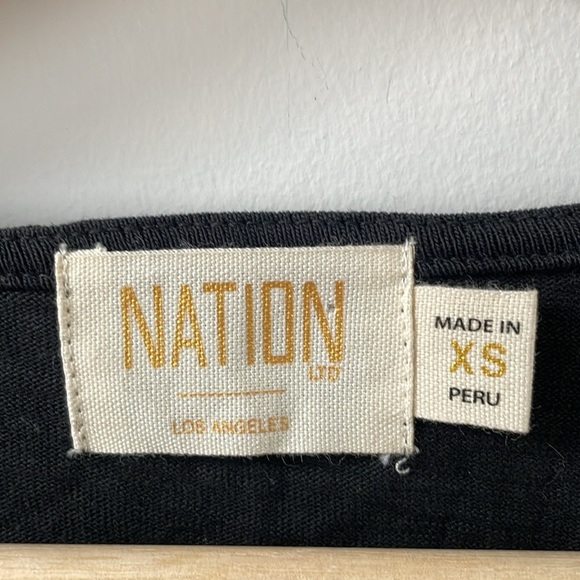 NATION
LTD
LOS ANGELES
MADE IN
XS
PERU